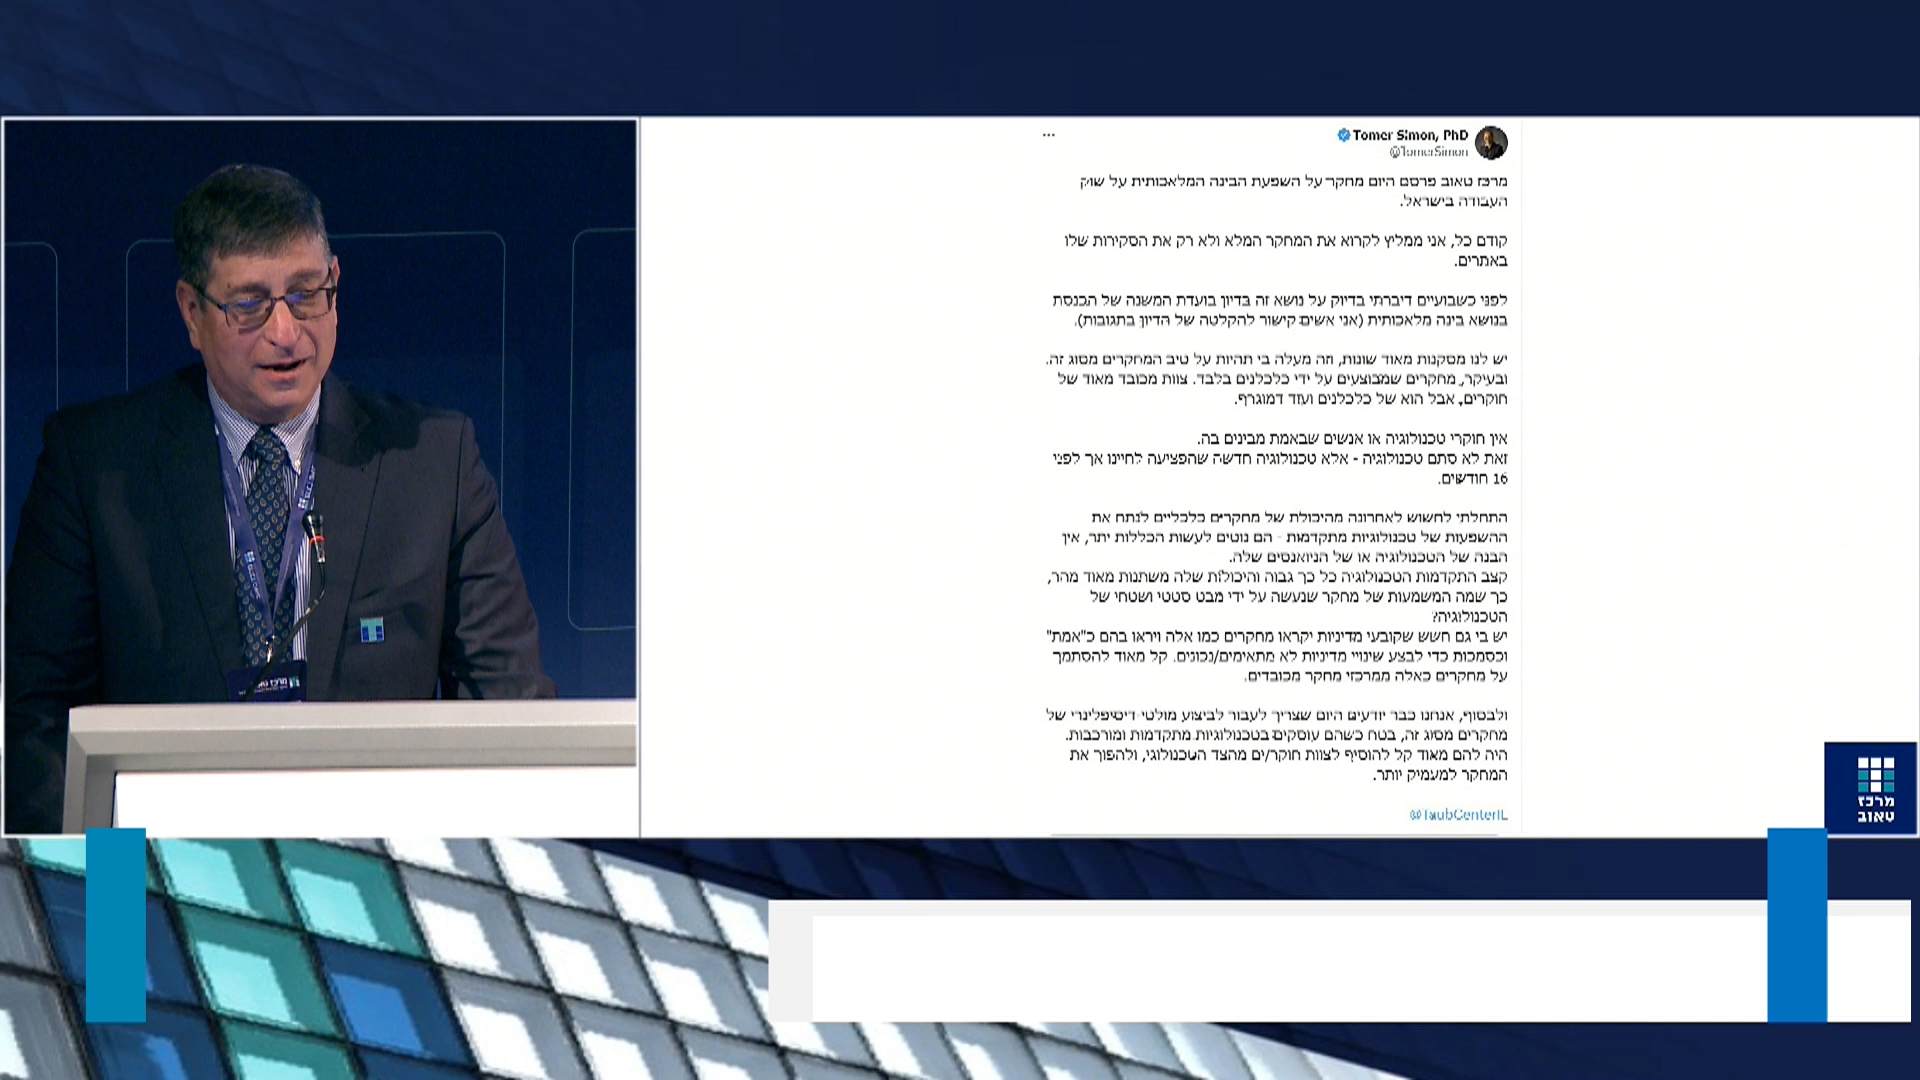 Tomer Simon, PhD
@TomerSimon
מרכז טאוב פרסם היום מחקר על השפעת הבינה המלאכותית על שוק
העבודה בישראל.
קודם כל, אני ממליץ לקרוא את המחקר המלא ולא רק את הסקירות שלו
באתרים.
לפני כשבועיים דיברתי בדיוק על נושא זה בדיון בועדת המשנה של הכנסת
בנושא בינה מלאכותית (אני אשים קישור להקלטה של הדיון בתגובות).
יש לנו מסקנות מאוד שונות, וזה מעלה בי תהיות על טיב המחקרים מסוג זה.
ובעיקר, מחקרים שמבוצעים על ידי כלכלנים בלבד. צוות מכובד מאוד של
חוקרים, אבל הוא של כלכלנים ועוד דמוגרף.
אין חוקרי טכנולוגיה או אנשים שבאמת מבינים בה.
זאת לא סתם טכנולוגיה - אלא טכנולוגיה חדשה שהפציעה לחיינו אך לפני
16 חודשים.
התחלתי לחשוש לאחרונה מהיכולת של מחקרים כלכליים לנתח את
ההשפעות של טכנולוגיות מתקדמות - הם נוטים לעשות הכללות יתר, אין
הבנה של הטכנולוגיה או של הניואנסים שלה.
קצב התקדמות הטכנולוגיה כל כך גבוה והיכולות שלה משתנות מאוד מהר,
כך שמה המשמעות של מחקר שנעשה על ידי מבט סטטי ושטחי של
הטכנולוגיה?
יש בי גם חשש שקובעי מדיניות יקראו מחקרים כמו אלה ויראו בהם כ"אמת"
וכסמכות כדי לבצע שינויי מדיניות לא מתאימים/נכונים. קל מאוד להסתמך
על מחקרים כאלה ממרכזי מחקר מכובדים.
ולבסוף, אנחנו כבר יודעים היום שצריך לעבור לביצוע מולטי-דיסיפלינרי של
מחקרים מסוג זה, בטח כשהם עוסקים בטכנולוגיות מתקדמות ומורכבות.
היה להם מאוד קל להוסיף לצוות חוקר/ים מהצד הטכנולוגי, ולהפוך את
המחקר למעמיק יותר.
@TaubCenterIL
מרכז
טאוב